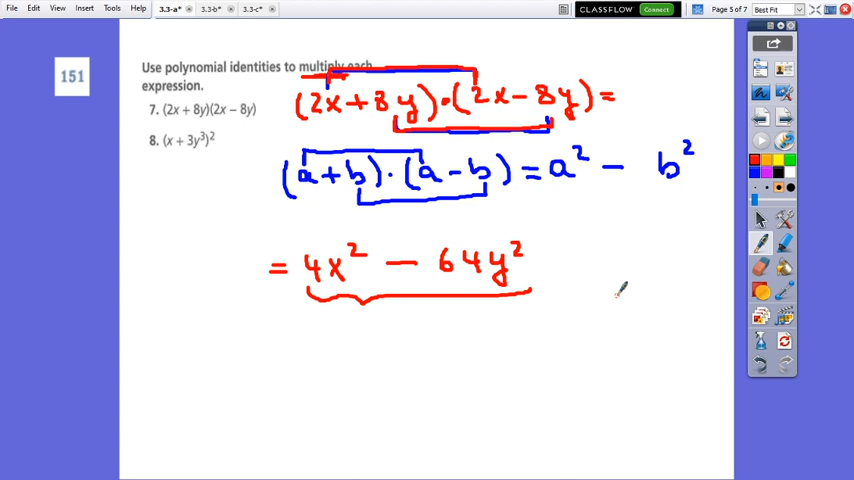 File Edit View Insert Tools Help 3.3-a* 3.3-b* 3.3-c* CLASSFLOW Connect Page 5 of 7 Best Fit
151
Use polynomial identities to multiply each
expression.
7. (2x + 8y)(2x − 8y)
8. (x + 3y³)²
(2x + 8y)·(2x − 8y) =
(a + b)·(a − b) = a² − b²
= 4x² − 64y²